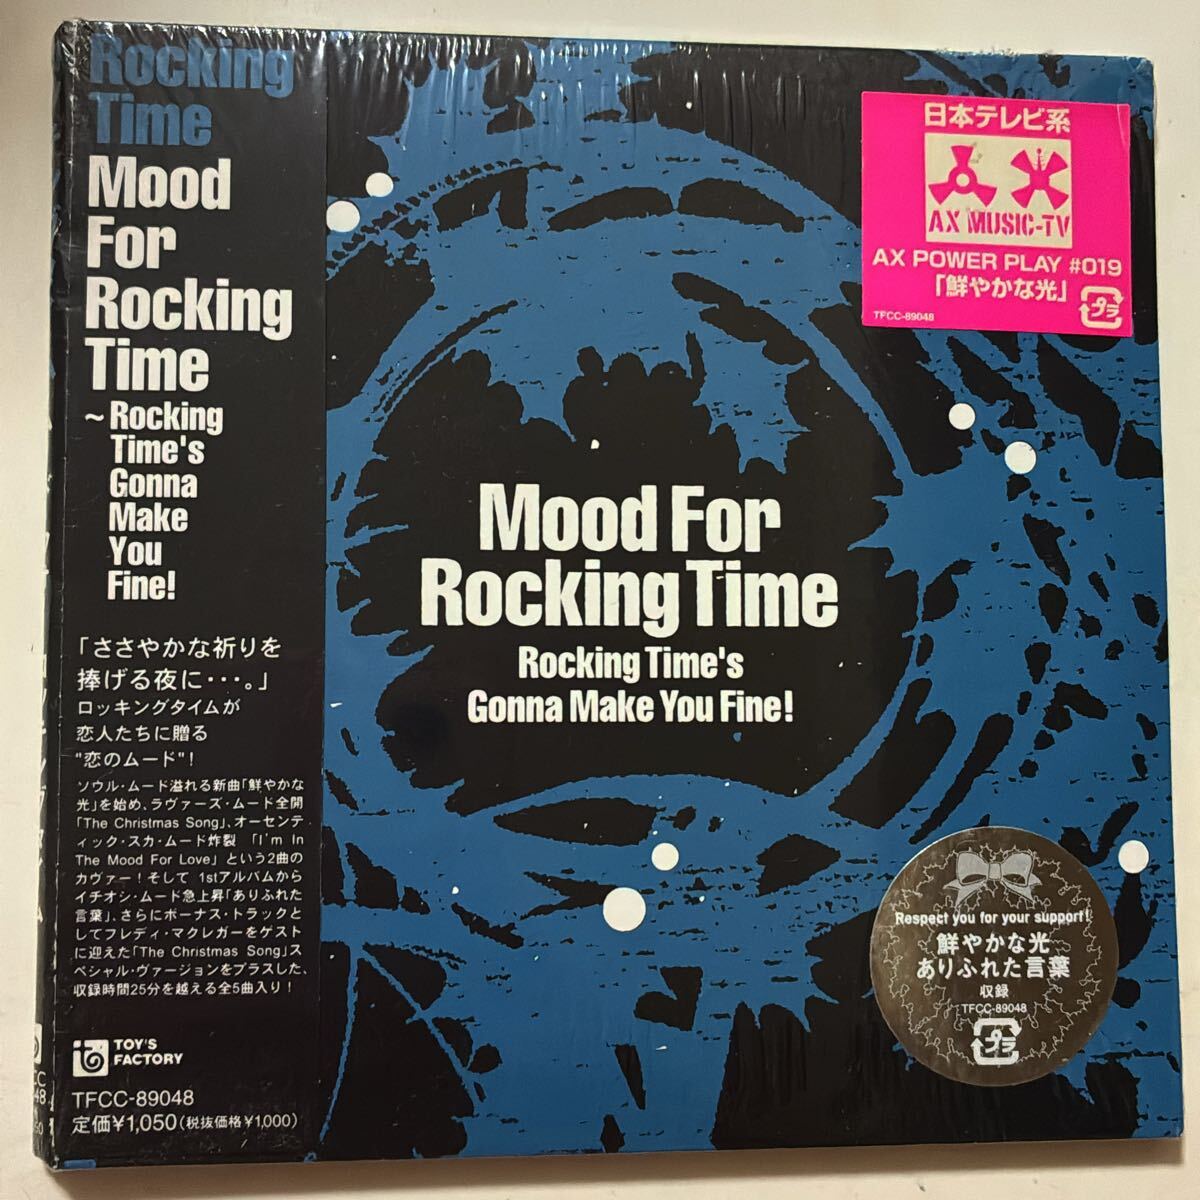 Rocking
Time
Mood
For
Rocking
Time
~Rocking
Time's
Gonna
Make
You
Fine!
「ささやかな祈りを
捧げる夜に・・・。」
ロッキングタイムが
恋人たちに贈る
"恋のムード"!
ソウル・ムード溢れる新曲「鮮やかな
光」を始め、ラヴァーズ・ムード全開
「The Christmas Song」、オーセンテ
ィック・スカ・ムード炸裂 「I'm In
The Mood For Love」という2曲の
カヴァー!そして 1stアルバムから
イチオシ・ムード急上昇「ありふれた
言葉」、さらにボーナス・トラックと
してフレディ・マクレガーをゲスト
に迎えた「The Christmas Song」ス
ペシャル・ヴァージョンをプラスした、
収録時間25分を越える全5曲入り!
TOY'S
FACTORY
TFCC-89048
定価¥1,050(税抜価格¥1,000)
日本テレビ系
AX MUSIC-TV
AX POWER PLAY #019
「鮮やかな光」
TFCC-89048
プラ
Mood For
Rocking Time
Rocking Time's
Gonna Make You Fine!
Respect you for your support!
鮮やかな光
ありふれた言葉
収録
TFCC-89048
プラ